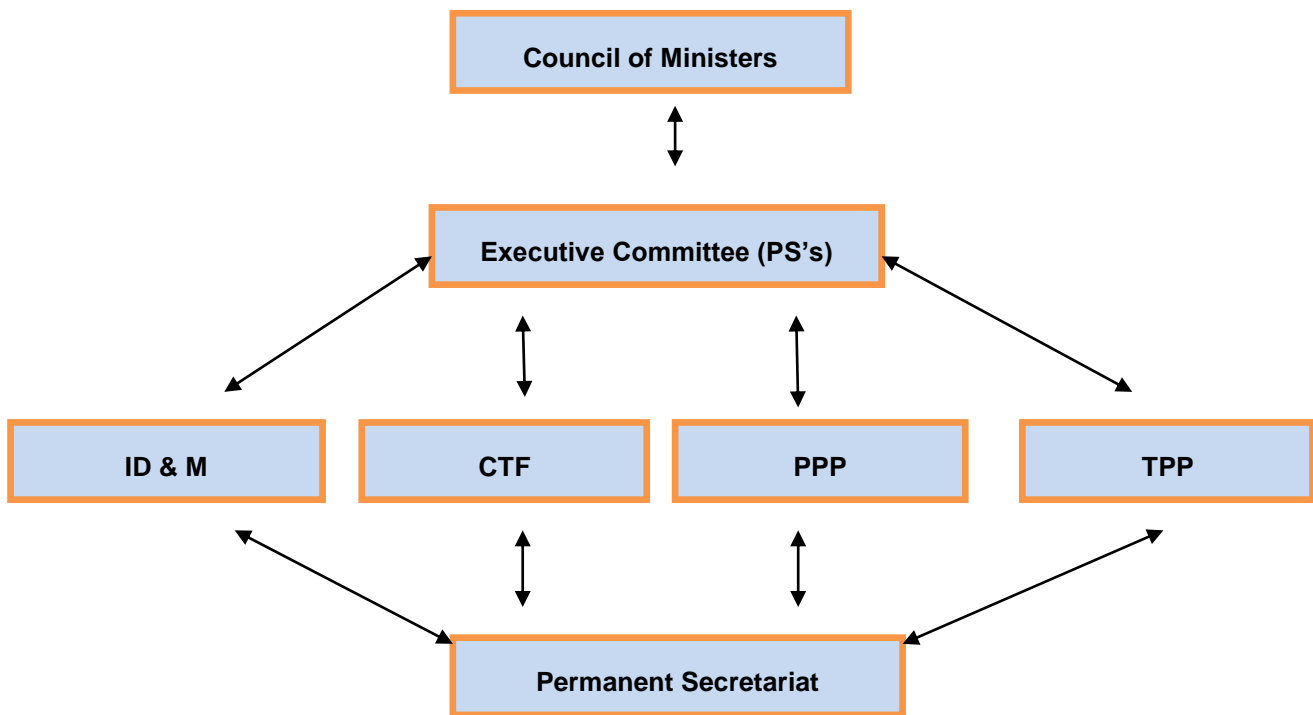 Council of Ministers
Executive Committee (PS’s)
ID & M
CTF
PPP
TPP
Permanent Secretariat